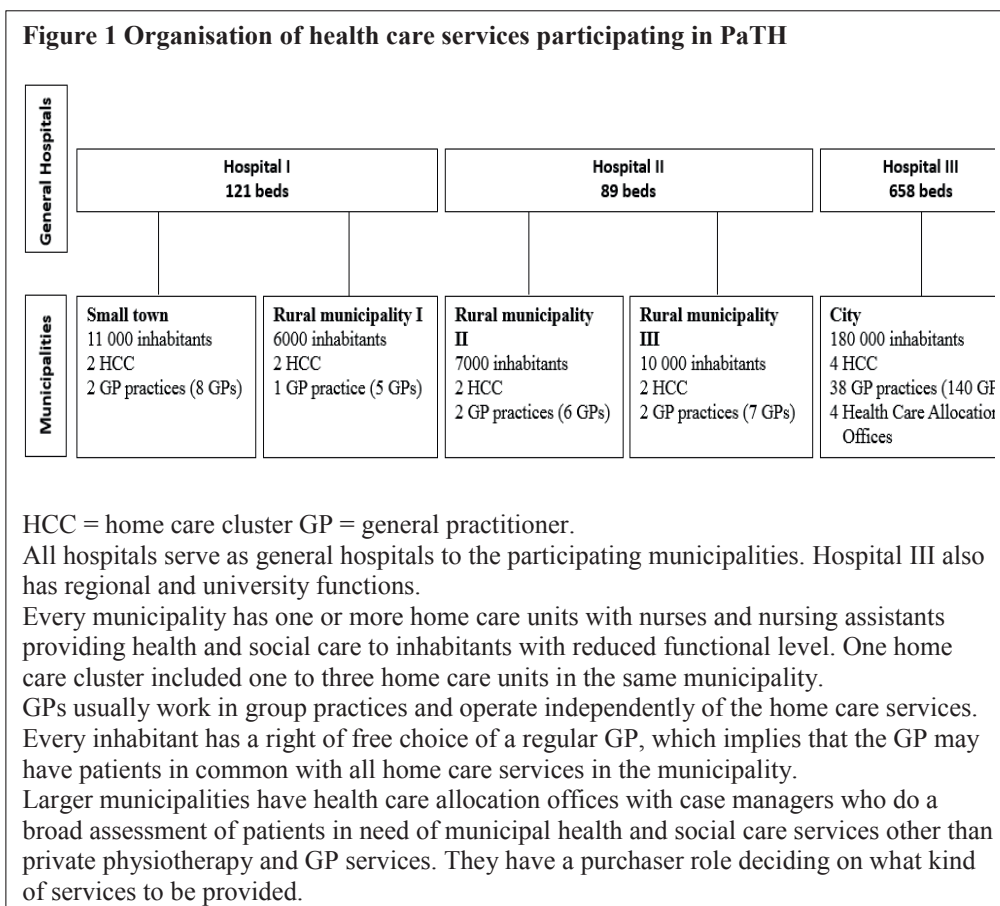 Figure 1 Organisation of health care services participating in PaTH
General Hospitals
Hospital I
121 beds
Hospital II
89 beds
Hospital III
658 beds
Municipalities
Small town
11 000 inhabitants
2 HCC
2 GP practices (8 GPs)
Rural municipality I
6000 inhabitants
2 HCC
1 GP practice (5 GPs)
Rural municipality
II
7000 inhabitants
2 HCC
2 GP practices (6 GPs)
Rural municipality
III
10 000 inhabitants
2 HCC
2 GP practices (7 GPs)
City
180 000 inhabitants
4 HCC
38 GP practices (140 GP
4 Health Care Allocation
Offices
HCC = home care cluster GP = general practitioner.
All hospitals serve as general hospitals to the participating municipalities. Hospital III also
has regional and university functions.
Every municipality has one or more home care units with nurses and nursing assistants
providing health and social care to inhabitants with reduced functional level. One home
care cluster included one to three home care units in the same municipality.
GPs usually work in group practices and operate independently of the home care services.
Every inhabitant has a right of free choice of a regular GP, which implies that the GP may
have patients in common with all home care services in the municipality.
Larger municipalities have health care allocation offices with case managers who do a
broad assessment of patients in need of municipal health and social care services other than
private physiotherapy and GP services. They have a purchaser role deciding on what kind
of services to be provided.